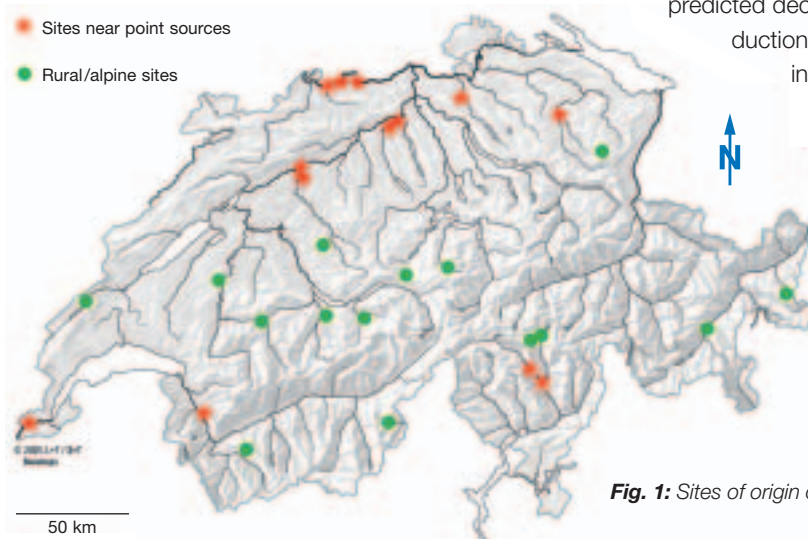 predicted dec
duction
in
Sites near point sources
Rural/alpine sites
N
50 km
Fig. 1: Sites of origin